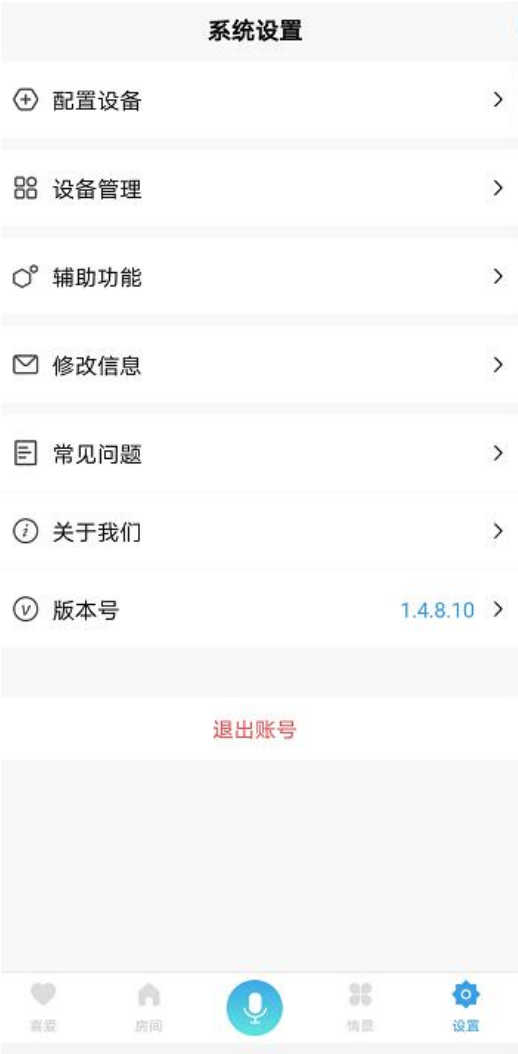 系统设置
配置设备
设备管理
辅助功能
修改信息
常见问题
关于我们
版本号 1.4.8.10
退出账号
喜爱 房间 情景 设置